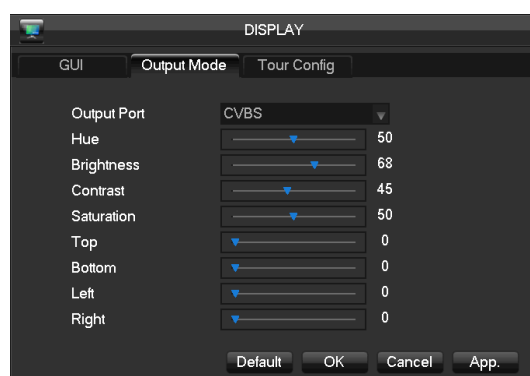 DISPLAY
GUI Output Mode Tour Config
Output Port CVBS
Hue 50
Brightness 68
Contrast 45
Saturation 50
Top 0
Bottom 0
Left 0
Right 0
Default OK Cancel App.